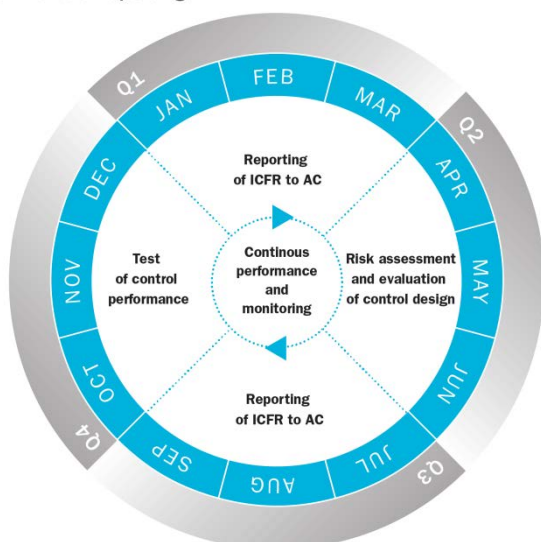 Q1
JAN
FEB
MAR
Q2
APR
MAY
JUN
Q3
JUL
AUG
SEP
Q4
OCT
NOV
DEC
Reporting
of ICFR to AC
Test
of control
performance
Continous
performance
and
monitoring
Risk assessment
and evaluation
of control design
Reporting
of ICFR to AC